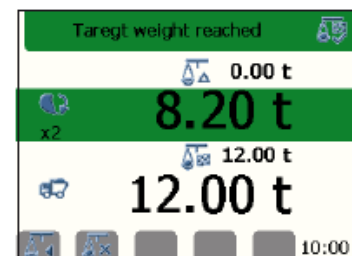 Taregt weight reached
0.00 t
8.20 t
x2
12.00 t
12.00 t
10:00